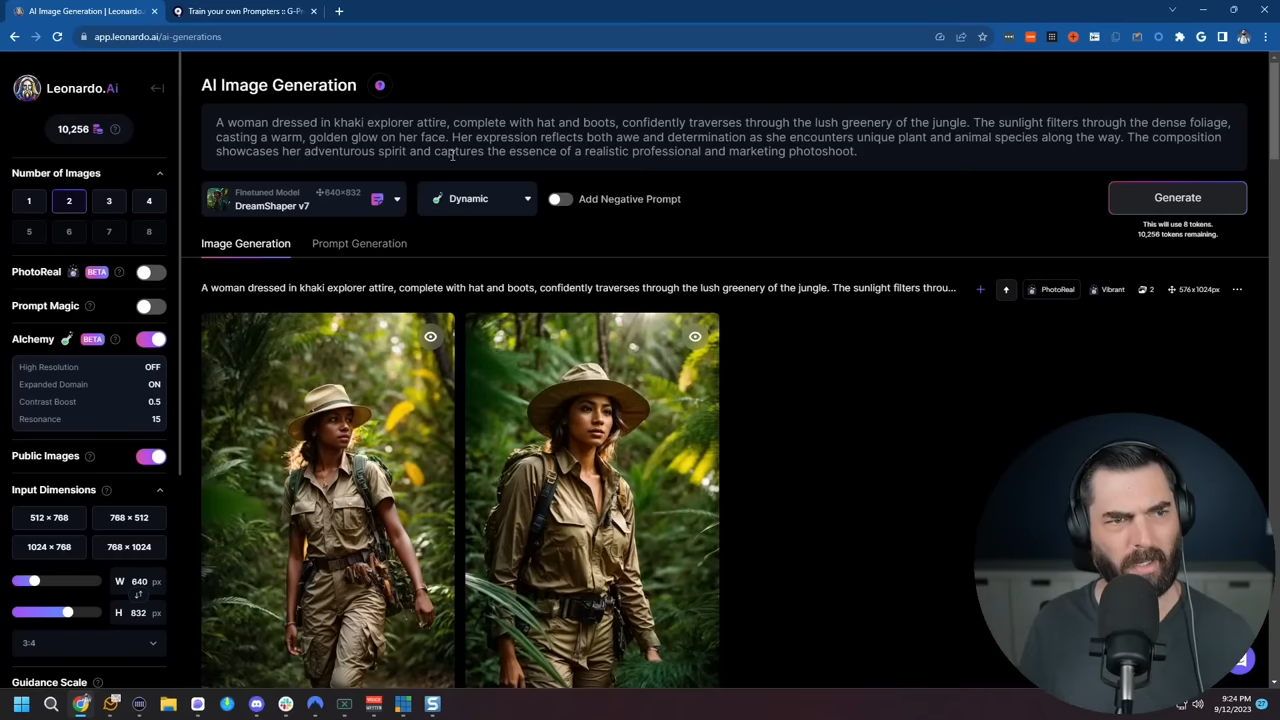 AI Image Generation | Leonardo.
Train your own Prompters :: G-Pr
app.leonardo.ai/ai-generations
Leonardo.Ai
10,256
Number of Images
1
2
3
4
5
6
7
8
PhotoReal BETA
Prompt Magic
Alchemy BETA
High Resolution OFF
Expanded Domain ON
Contrast Boost 0.5
Resonance 15
Public Images
Input Dimensions
512 × 768
768 × 512
1024 × 768
768 × 1024
W 640 px
H 832 px
3:4
Guidance Scale
AI Image Generation
A woman dressed in khaki explorer attire, complete with hat and boots, confidently traverses through the lush greenery of the jungle. The sunlight filters through the dense foliage,
casting a warm, golden glow on her face. Her expression reflects both awe and determination as she encounters unique plant and animal species along the way. The composition
showcases her adventurous spirit and captures the essence of a realistic professional and marketing photoshoot.
Finetuned Model 640×832
DreamShaper v7
Dynamic
Add Negative Prompt
Generate
This will use 8 tokens.
10,256 tokens remaining.
Image Generation
Prompt Generation
A woman dressed in khaki explorer attire, complete with hat and boots, confidently traverses through the lush greenery of the jungle. The sunlight filters throu...
PhotoReal
Vibrant
2
576x1024px
9:24 PM
9/12/2023
27